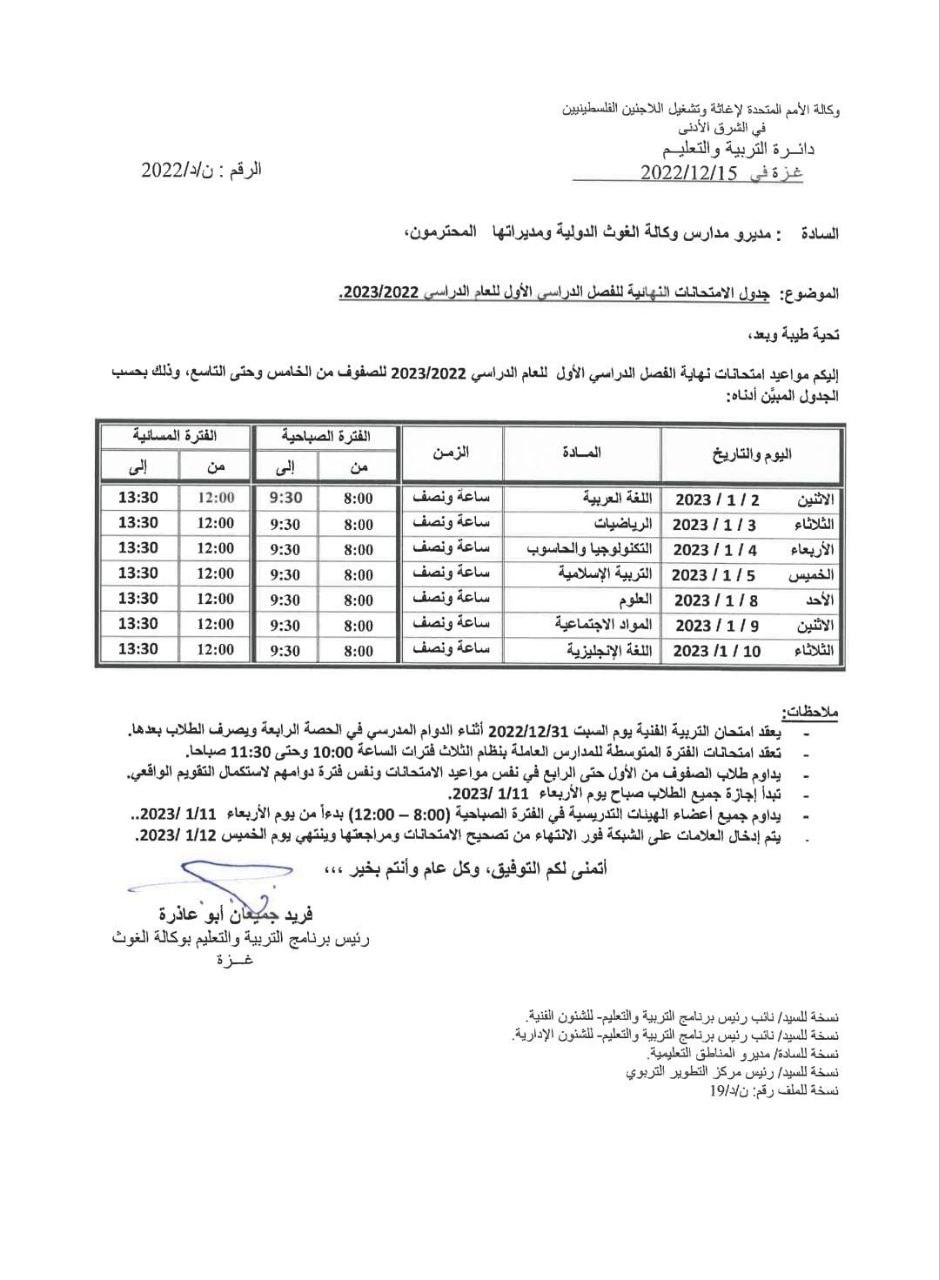 وكالة الأمم المتحدة لإغاثة وتشغيل اللاجئين الفلسطينيين
في الشرق الأدنى
دائـرة التربية والتعليـم
غزة في 2022/12/15
الرقم : ن/د/2022
السادة : مديرو مدارس وكالة الغوث الدولية ومديراتها المحترمون،
الموضوع: جدول الامتحانات النهائية للفصل الدراسي الأول للعام الدراسي 2023/2022.
تحية طيبة وبعد،
إليكم مواعيد امتحانات نهاية الفصل الدراسي الأول للعام الدراسي 2023/2022 للصفوف من الخامس وحتى التاسع، وذلك بحسب
الجدول المبيَّن أدناه:
اليوم والتاريخ المــادة الزمـن الفترة الصباحية الفترة المسائية
من إلى من إلى
الاثنين 2 / 1 / 2023 اللغة العربية ساعة ونصف 8:00 9:30 12:00 13:30
الثلاثاء 3 / 1 / 2023 الرياضيات ساعة ونصف 8:00 9:30 12:00 13:30
الأربعاء 4 / 1 / 2023 التكنولوجيا والحاسوب ساعة ونصف 8:00 9:30 12:00 13:30
الخميس 5 / 1 / 2023 التربية الإسلامية ساعة ونصف 8:00 9:30 12:00 13:30
الأحد 8 / 1 / 2023 العلوم ساعة ونصف 8:00 9:30 12:00 13:30
الاثنين 9 / 1 / 2023 المواد الاجتماعية ساعة ونصف 8:00 9:30 12:00 13:30
الثلاثاء 10 / 1/ 2023 اللغة الإنجليزية ساعة ونصف 8:00 9:30 12:00 13:30
ملاحظات:
- يعقد امتحان التربية الفنية يوم السبت 2022/12/31 أثناء الدوام المدرسي في الحصة الرابعة ويصرف الطلاب بعدها.
- تعقد امتحانات الفترة المتوسطة للمدارس العاملة بنظام الثلاث فترات الساعة 10:00 وحتى 11:30 صباحا.
- يداوم طلاب الصفوف من الأول حتى الرابع في نفس مواعيد الامتحانات ونفس فترة دوامهم لاستكمال التقويم الواقعي.
- تبدأ إجازة جميع الطلاب صباح يوم الأربعاء 1/11 /2023.
- يداوم جميع أعضاء الهيئات التدريسية في الفترة الصباحية (8:00 – 12:00) بدءاً من يوم الأربعاء 1/11 /2023..
. يتم إدخال العلامات على الشبكة فور الانتهاء من تصحيح الامتحانات ومراجعتها وينتهي يوم الخميس 1/12 /2023.
أتمنى لكم التوفيق، وكل عام وأنتم بخير ،،،
فريد جميعان أبو عاذرة
رئيس برنامج التربية والتعليم بوكالة الغوث
غــزة
نسخة للسيد/ نائب رئيس برنامج التربية والتعليم- للشئون الفنية.
نسخة للسيد/ نائب رئيس برنامج التربية والتعليم- للشئون الإدارية.
نسخة للسادة/ مديرو المناطق التعليمية.
نسخة للسيد/ رئيس مركز التطوير التربوي
نسخة للملف رقم: ن/د/19